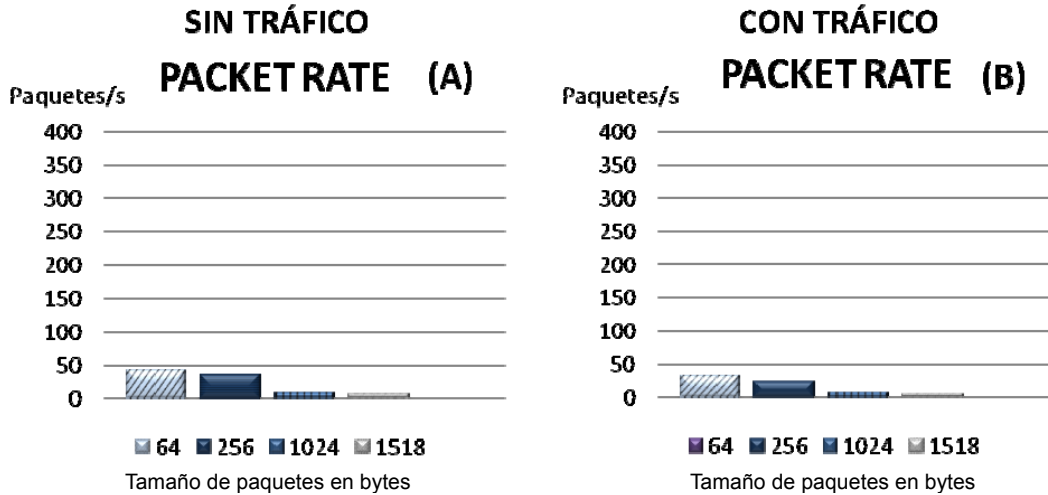 SIN TRÁFICO
PACKET RATE (A)
Paquetes/s
400
350
300
250
200
150
100
50
0
64 256 1024 1518
Tamaño de paquetes en bytes
CON TRÁFICO
PACKET RATE (B)
Paquetes/s
400
350
300
250
200
150
100
50
0
64 256 1024 1518
Tamaño de paquetes en bytes